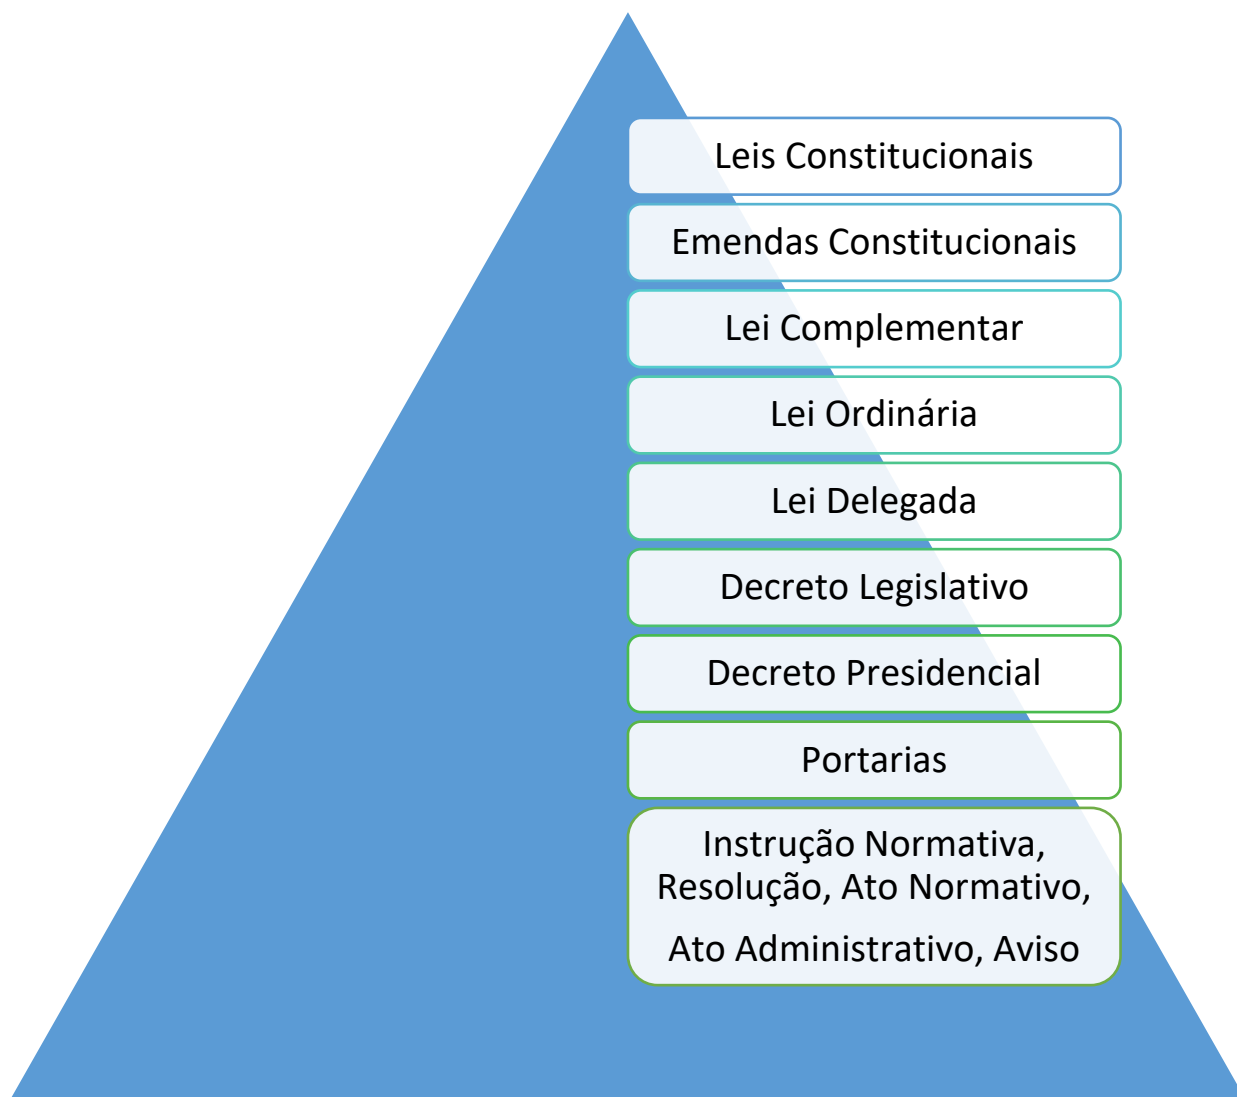 Leis Constitucionais
Emendas Constitucionais
Lei Complementar
Lei Ordinária
Lei Delegada
Decreto Legislativo
Decreto Presidencial
Portarias
Instrução Normativa,
Resolução, Ato Normativo,
Ato Administrativo, Aviso